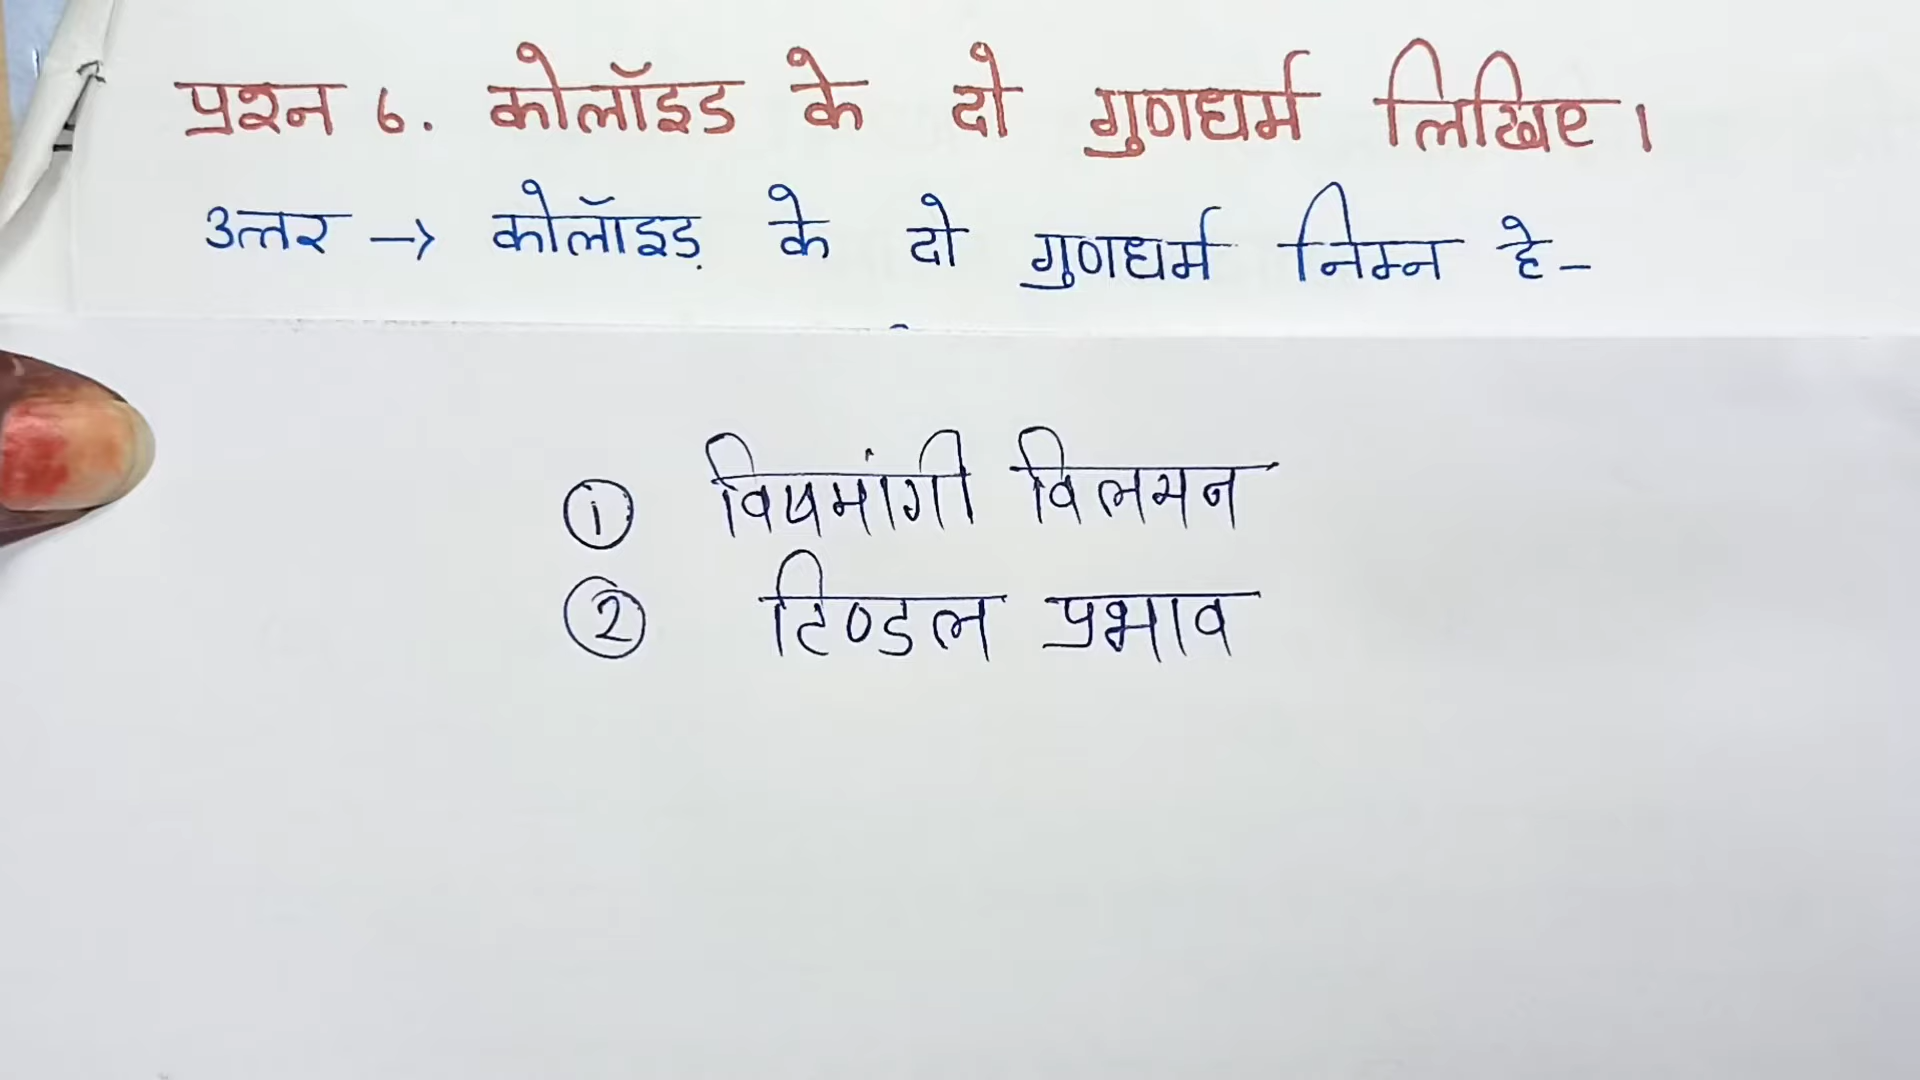 प्रश्न 6. कोलॉइड के दो गुणधर्म लिखिए।
उत्तर → कोलॉइड़ के दो गुणधर्म निम्न हे-
① विषमांगी विलयन
② टिण्डल प्रभाव